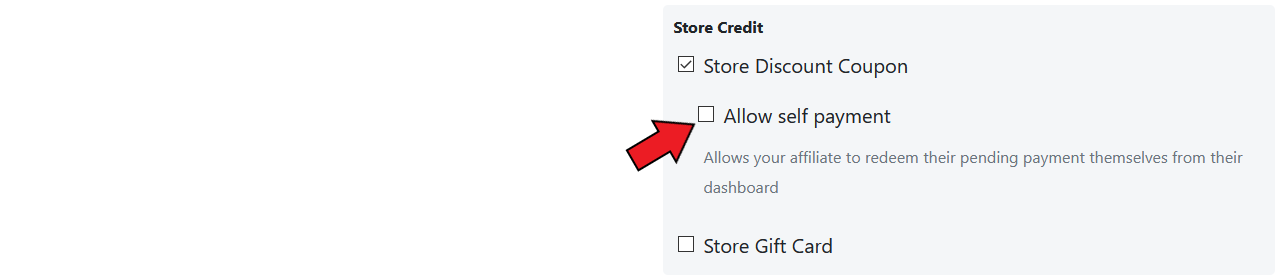 Store Credit
Store Discount Coupon
Allow self payment
Allows your affiliate to redeem their pending payment themselves from their
dashboard
Store Gift Card